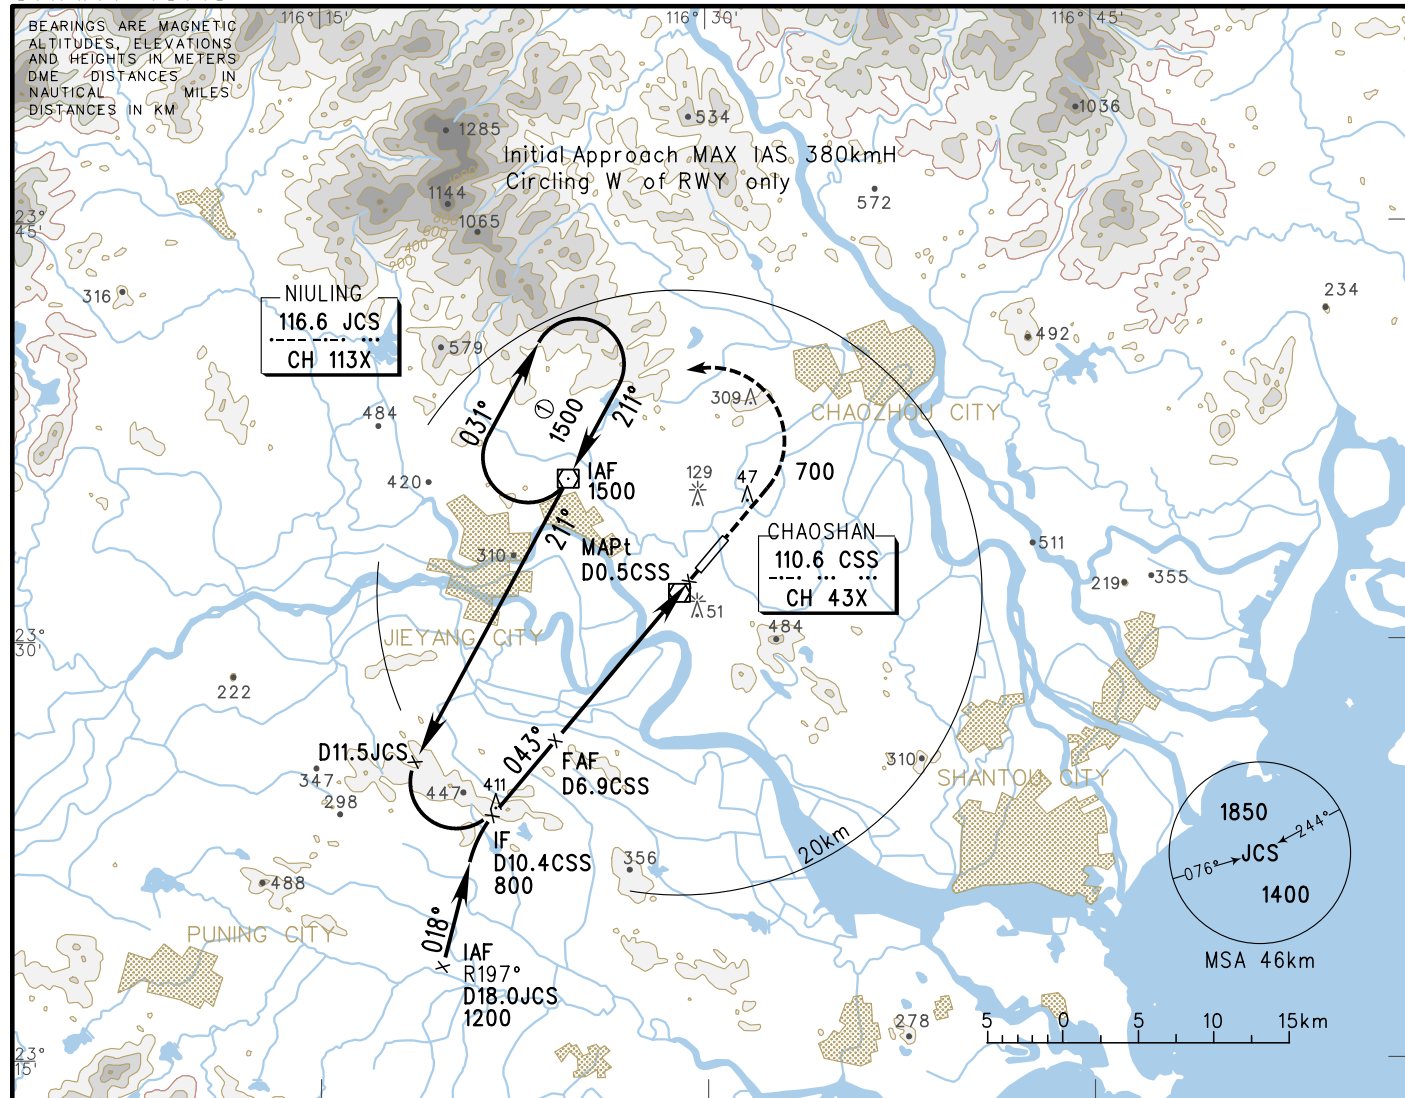 116°15'
116°30'
116°45'
BEARINGS ARE MAGNETIC
ALTITUDES, ELEVATIONS
AND HEIGHTS IN METERS
DME DISTANCES IN
NAUTICAL MILES
DISTANCES IN KM
1285
534
1036
Initial Approach MAX IAS 380kmH
Circling W of RWY only
1144
1065
572
23°
45'
600
400
200
316
NIULING
116.6 JCS
CH 113X
234
492
579
031°
1
1500
211°
309
CHAOZHOU CITY
484
420
IAF
1500
129
47
700
211°
MAPt
D0.5CSS
CHAOSHAN
110.6 CSS
CH 43X
310
511
219
355
51
JIEYANG CITY
484
23°
30'
222
D11.5JCS
043°
FAF
D6.9CSS
310
SHANTOU CITY
347
298
447
411
IF
D10.4CSS
800
20km
1850
244°
JCS
076°
1400
MSA 46km
356
488
PUNING CITY
018°
IAF
R197°
D18.0JCS
1200
278
5 0 5 10 15km
23°
15'